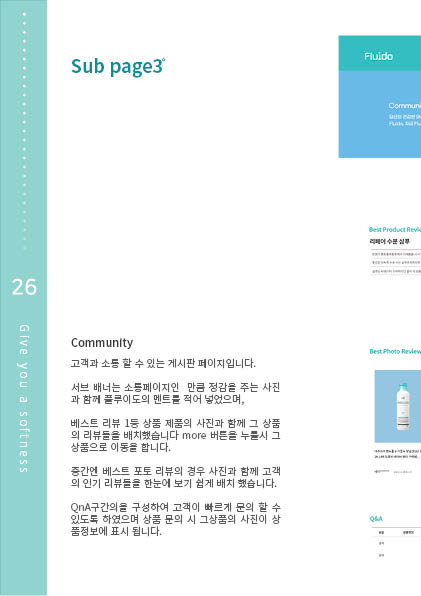 Sub page3°
Fluido
Communi
Best Product Revie
리페어 수분 샴푸
26
Give you a softness
Community
고객과 소통 할 수 있는 게시판 페이지입니다.
서브 배너는 소통페이지인 만큼 정감을 주는 사진
과 함께 플루이도의 멘트를 적어 넣었으며,
베스트 리뷰 1등 상품 제품의 사진과 함께 그 상품
의 리뷰들을 배치했습니다 more 버튼을 누를시 그
상품으로 이동을 합니다.
중간엔 베스트 포토 리뷰의 경우 사진과 함께 고객
의 인기 리뷰들을 한눈에 보기 쉽게 배치 했습니다.
QnA구간의을 구성하여 고객이 빠르게 문의 할 수
있도록 하였으며 상품 문의 시 그상품의 사진이 상
품정보에 표시 됩니다.
Best Photo Review
Q&A